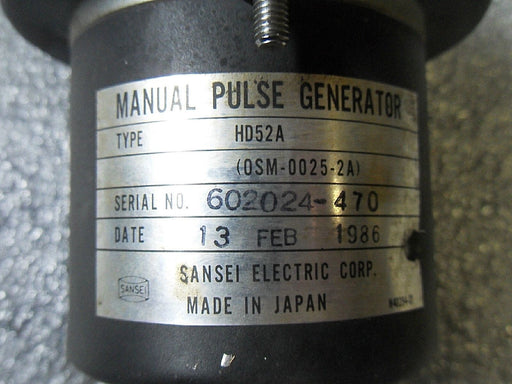 MANUAL PULSE GENERATOR
TYPE HD52A
(OSM-0025-2A)
SERIAL NO. 602024-470
DATE 13 FEB 1986
SANSEI ELECTRIC CORP.
SANSEI
MADE IN JAPAN